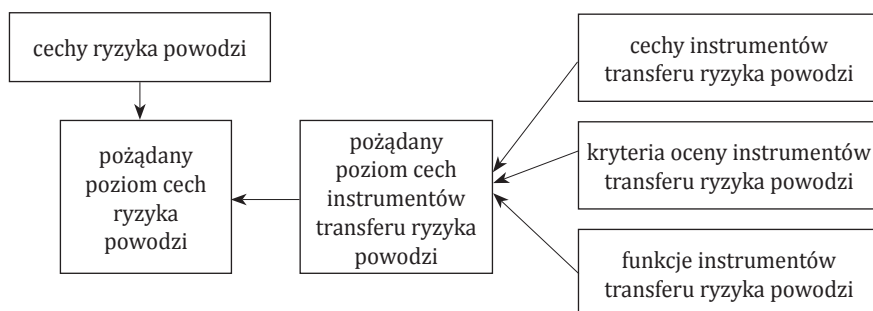 cechy ryzyka powodzi
pożądany
poziom cech
ryzyka
powodzi
pożądany
poziom cech
instrumentów
transferu ryzyka
powodzi
cechy instrumentów
transferu ryzyka powodzi
kryteria oceny instrumentów
transferu ryzyka powodzi
funkcje instrumentów
transferu ryzyka powodzi